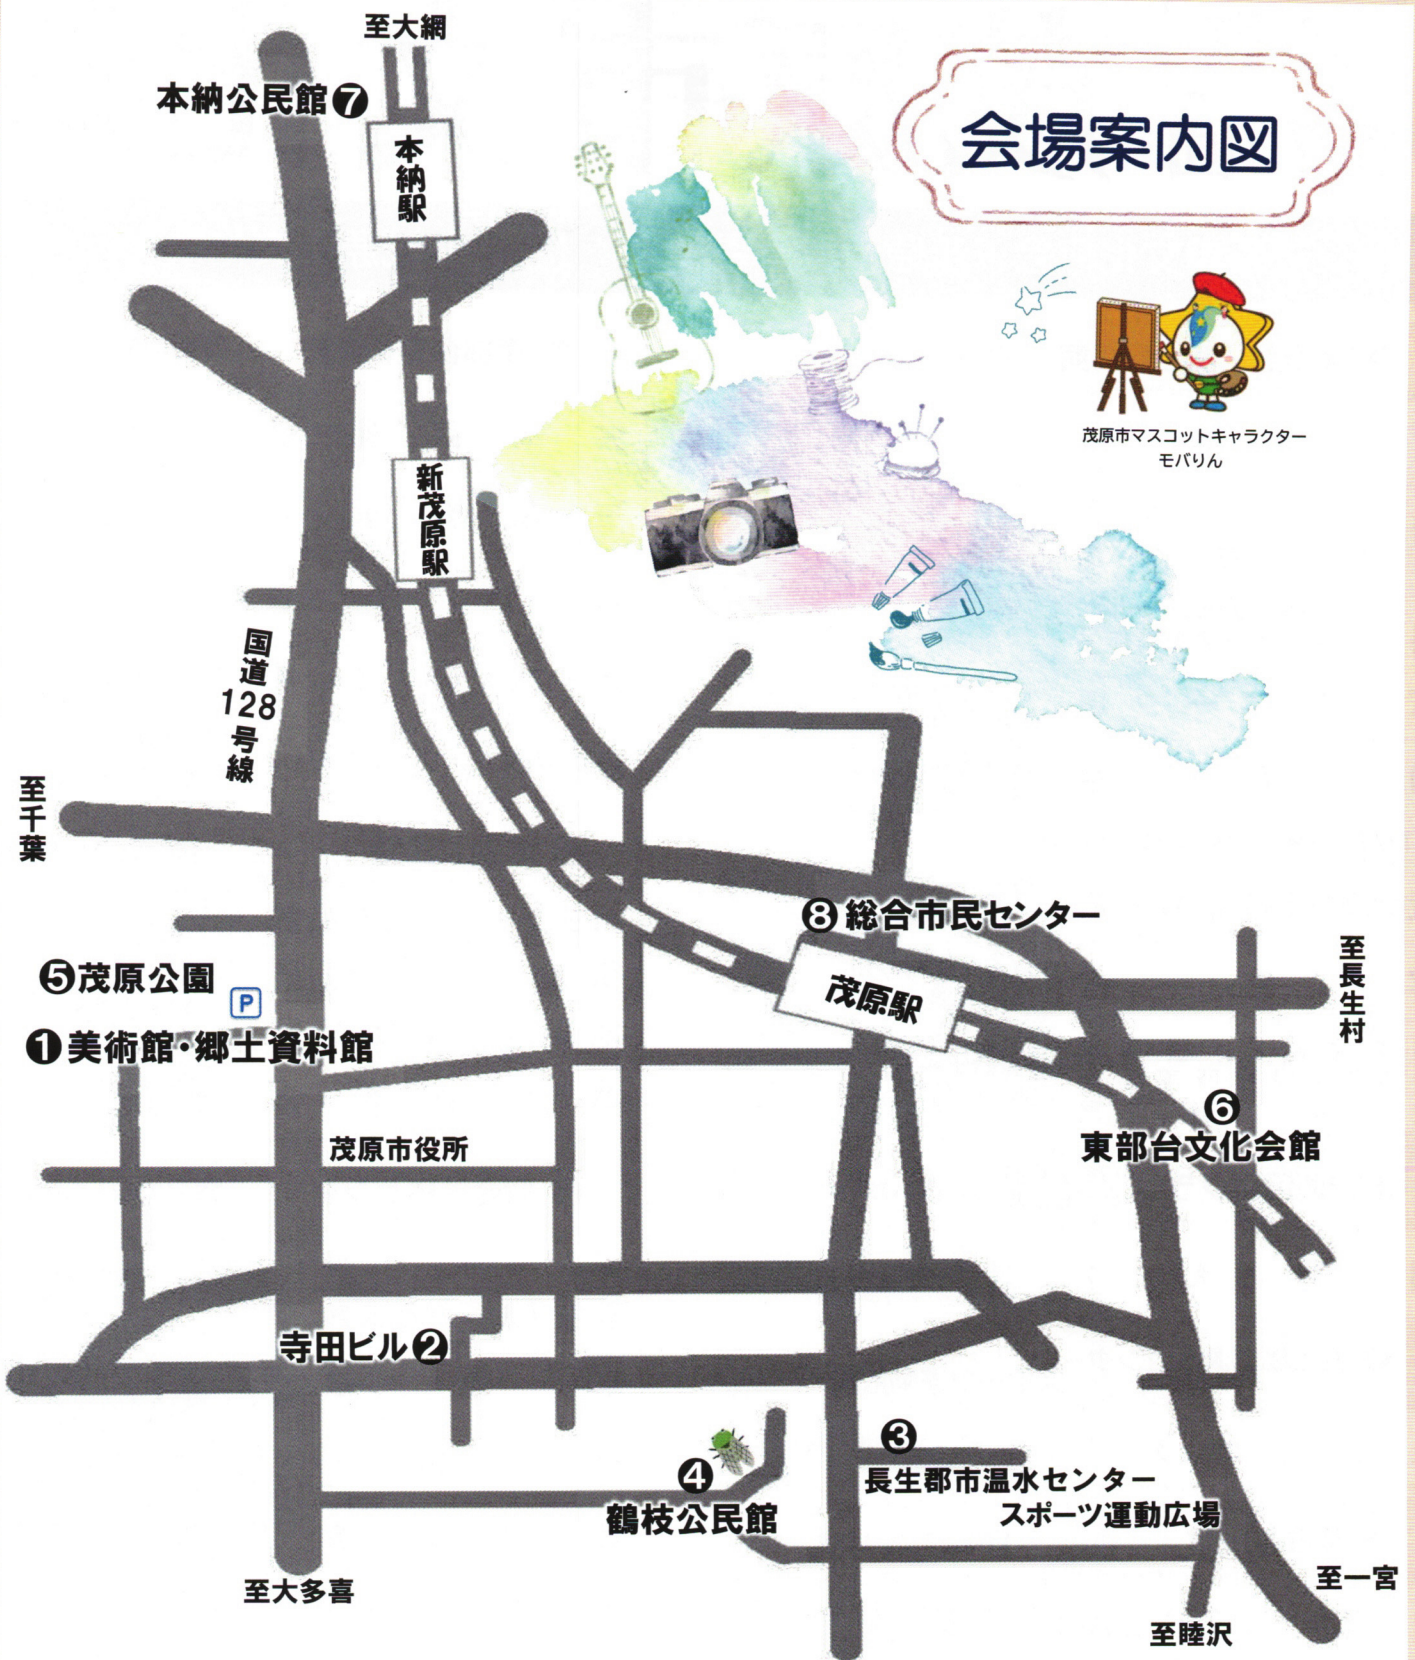 至大網
本納公民館❼
本納駅
会場案内図
茂原市マスコットキャラクター
モバりん
新茂原駅
国道128号線
至千葉
❽総合市民センター
至長生村
❺茂原公園
P
茂原駅
❶美術館・郷土資料館
❻
東部台文化会館
茂原市役所
寺田ビル❷
❸
長生郡市温水センター
スポーツ運動広場
❹
鶴枝公民館
至大多喜
至一宮
至睦沢